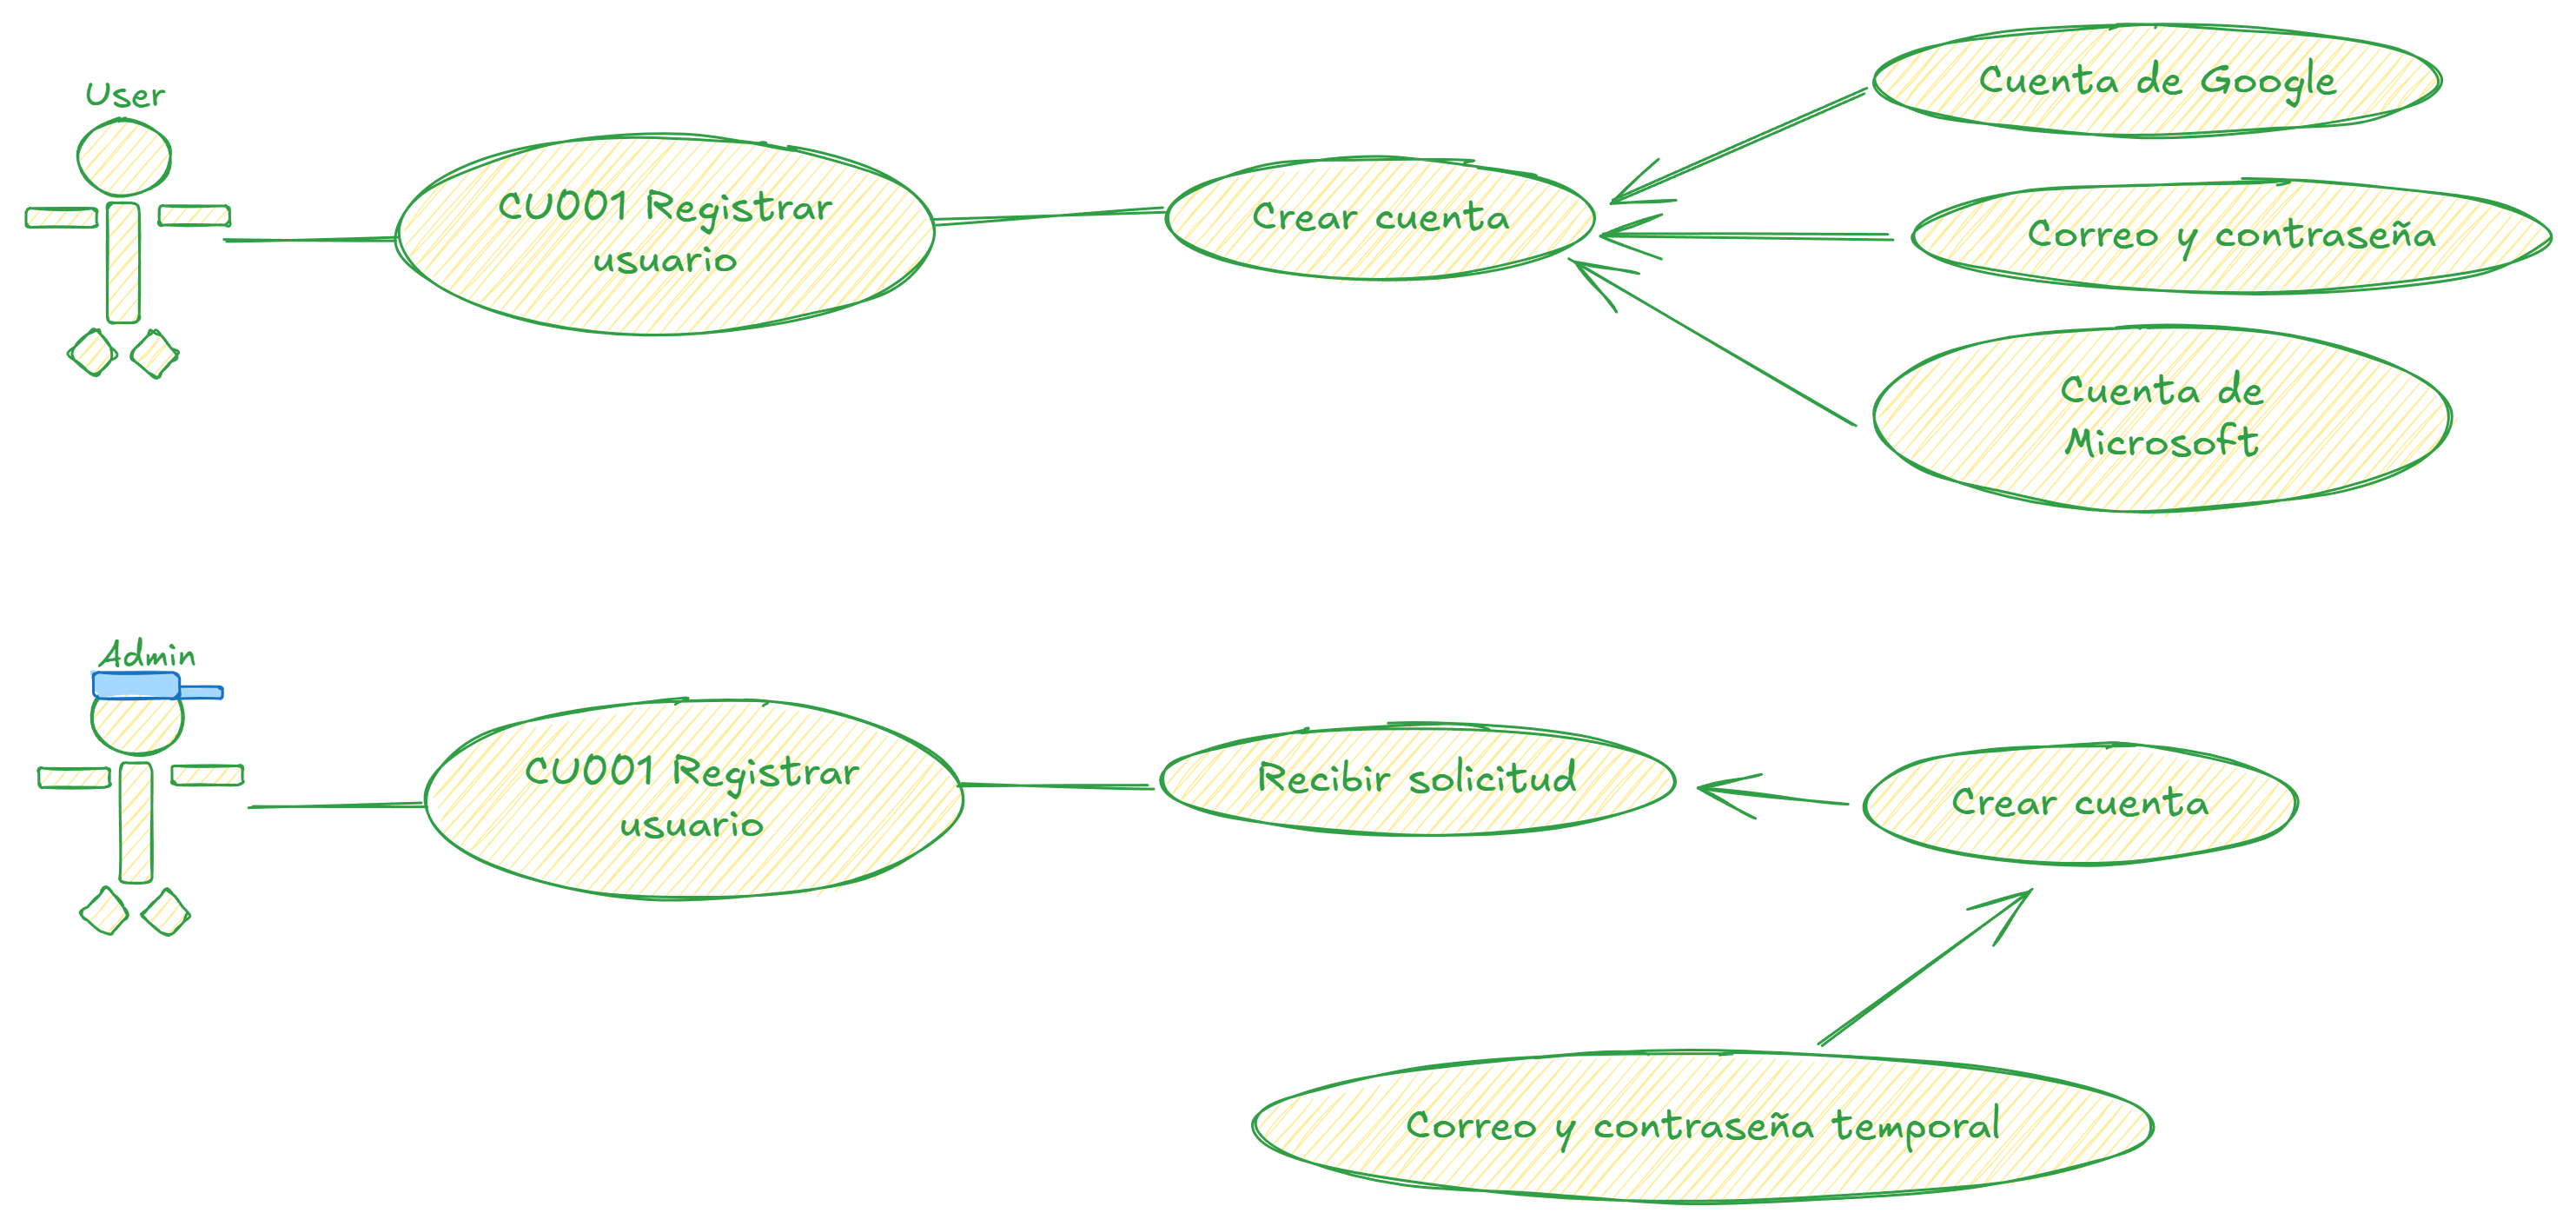 User
CU001 Registrar
usuario
Crear cuenta
Cuenta de Google
Correo y contraseña
Cuenta de
Microsoft
Admin
CU001 Registrar
usuario
Recibir solicitud
Crear cuenta
Correo y contraseña temporal